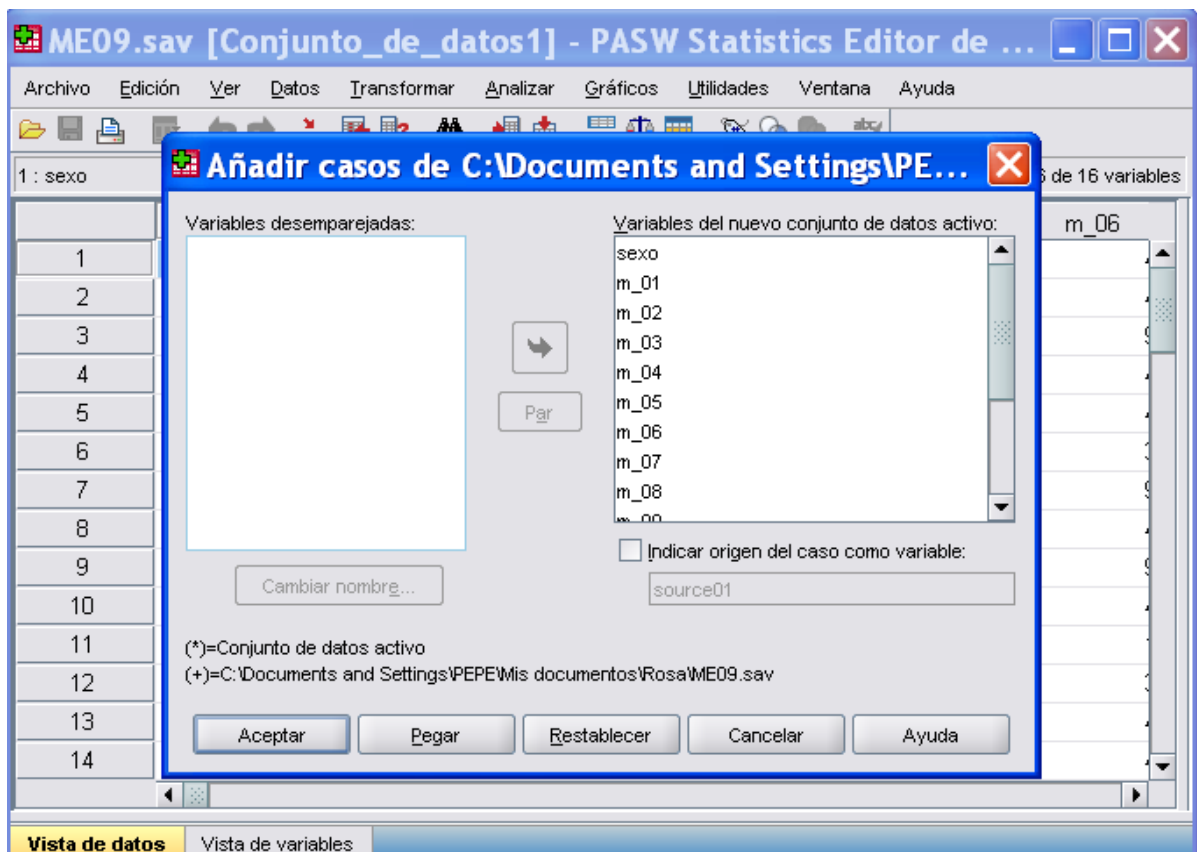 ME09.sav [Conjunto_de_datos1] - PASW Statistics Editor de ...
Archivo Edición Ver Datos Transformar Analizar Gráficos Utilidades Ventana Ayuda
Añadir casos de C:\Documents and Settings\PE...
1 : sexo
de 16 variables
Variables desemparejadas:
Variables del nuevo conjunto de datos activo:
m_06
sexo
m_01
m_02
m_03
m_04
m_05
m_06
m_07
m_08
m_09
1
2
3
4
5
6
7
8
9
10
11
12
13
14
Par
Indicar origen del caso como variable:
Cambiar nombre...
source01
(*)=Conjunto de datos activo
(+)=C:\Documents and Settings\PEPE\Mis documentos\Rosa\ME09.sav
Aceptar Pegar Restablecer Cancelar Ayuda
Vista de datos Vista de variables